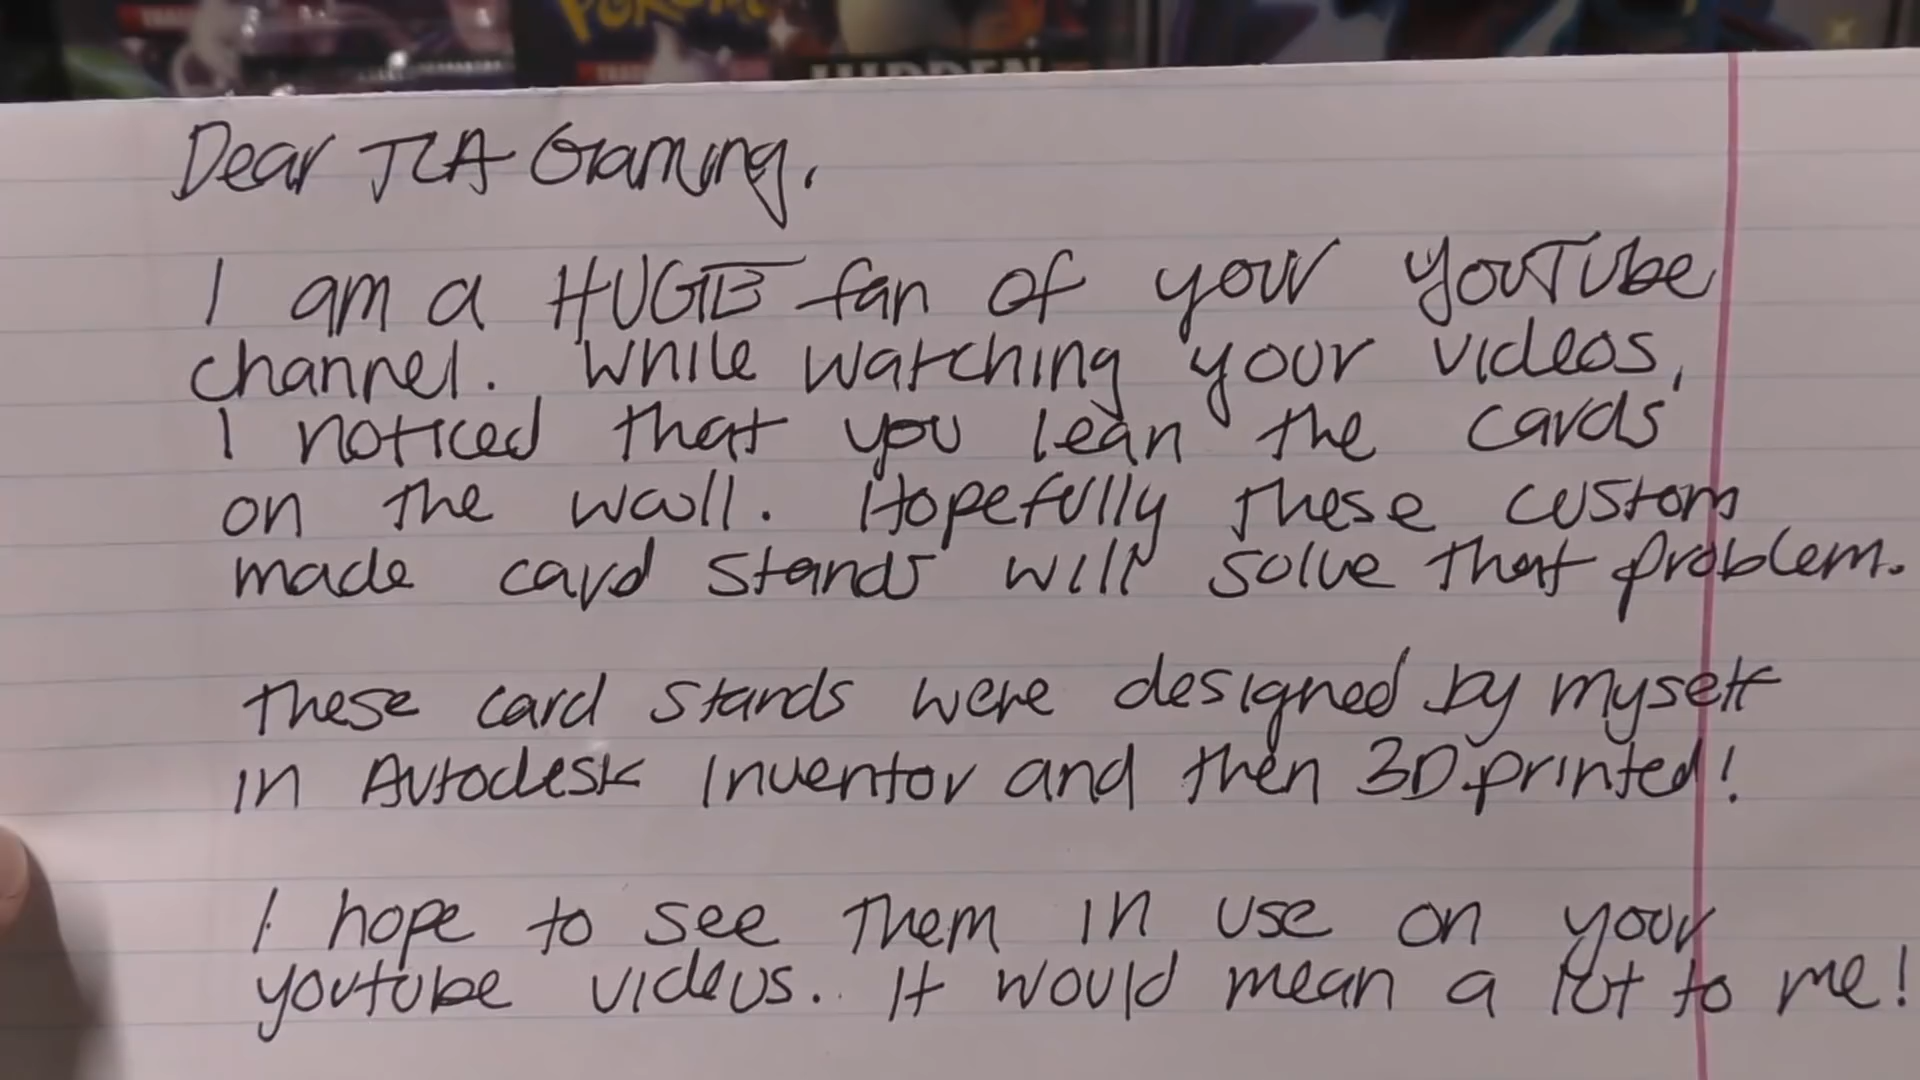 POKéMON
HIDDEN
Dear TCA Gaming,
I am a HUGE fan of your YouTube
channel. While watching your videos,
I noticed that you lean the cards
on the wall. Hopefully these custom
made card stands will solve that problem.
These card stands were designed by myself
in Autodesk Inventor and then 3D printed!
I hope to see them in use on your
youtube videos. It would mean a lot to me!